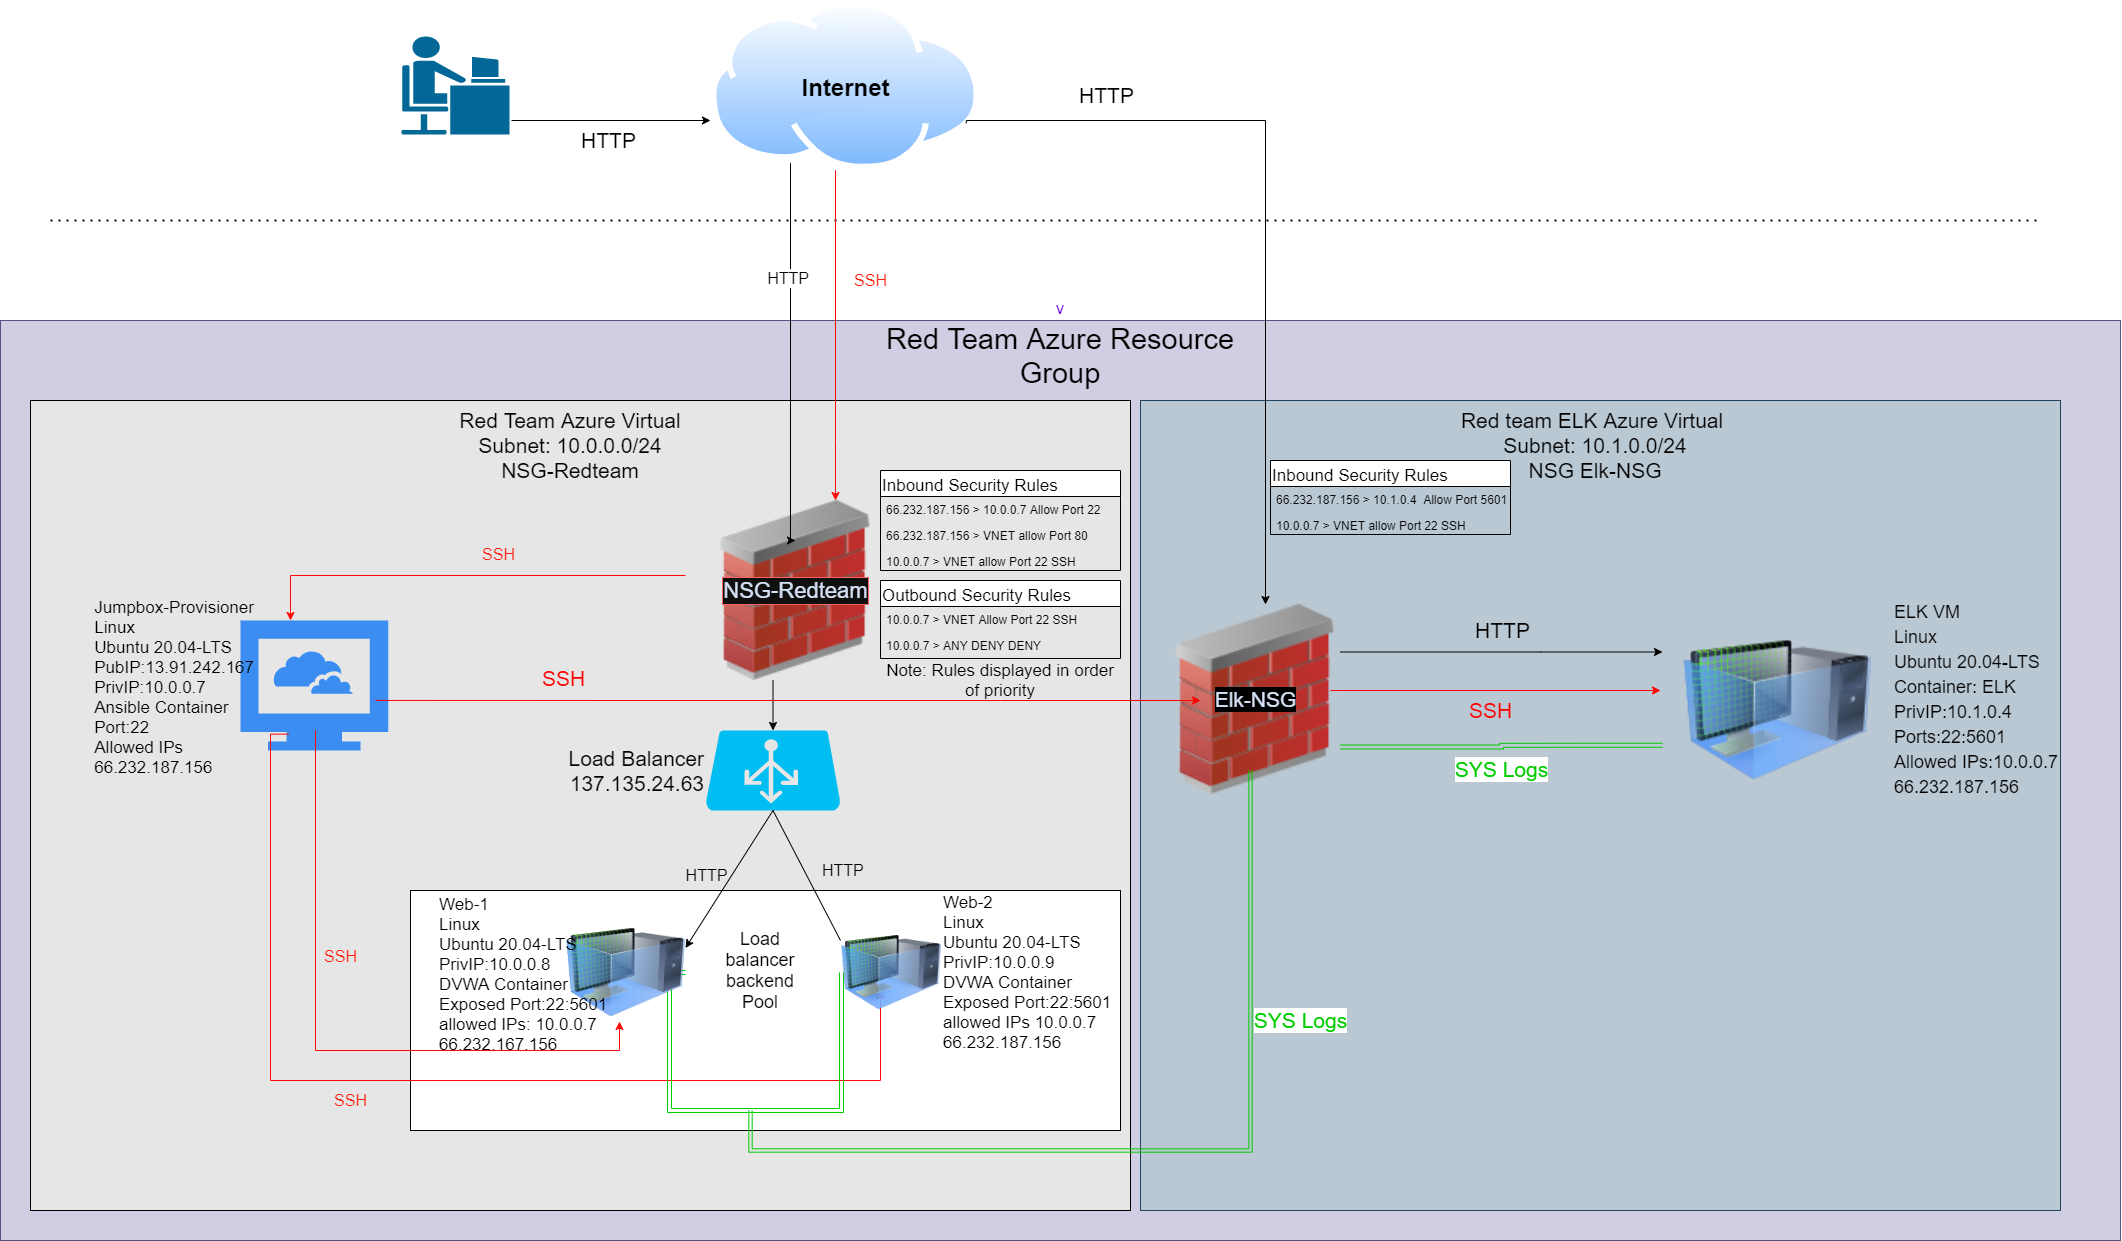 Internet
HTTP
HTTP
HTTP
SSH
v
Red Team Azure Resource
Group
Red Team Azure Virtual
Subnet: 10.0.0.0/24
NSG-Redteam
Inbound Security Rules
66.232.187.156 > 10.0.0.7 Allow Port 22
66.232.187.156 > VNET allow Port 80
10.0.0.7 > VNET allow Port 22 SSH
Outbound Security Rules
10.0.0.7 > VNET Allow Port 22 SSH
10.0.0.7 > ANY DENY DENY
Note: Rules displayed in order
of priority
NSG-Redteam
SSH
Jumpbox-Provisioner
Linux
Ubuntu 20.04-LTS
PubIP:13.91.242.167
PrivIP:10.0.0.7
Ansible Container
Port:22
Allowed IPs
66.232.187.156
SSH
Load Balancer
137.135.24.63
HTTP
HTTP
Web-1
Linux
Ubuntu 20.04-LTS
PrivIP:10.0.0.8
DVWA Container
Exposed Port:22:5601
allowed IPs: 10.0.0.7
66.232.167.156
Load
balancer
backend
Pool
Web-2
Linux
Ubuntu 20.04-LTS
PrivIP:10.0.0.9
DVWA Container
Exposed Port:22:5601
allowed IPs 10.0.0.7
66.232.187.156
SSH
SSH
Red team ELK Azure Virtual
Subnet: 10.1.0.0/24
NSG Elk-NSG
Inbound Security Rules
66.232.187.156 > 10.1.0.4 Allow Port 5601
10.0.0.7 > VNET allow Port 22 SSH
Elk-NSG
HTTP
SSH
SYS Logs
ELK VM
Linux
Ubuntu 20.04-LTS
Container: ELK
PrivIP:10.1.0.4
Ports:22:5601
Allowed IPs:10.0.0.7
66.232.187.156
SYS Logs